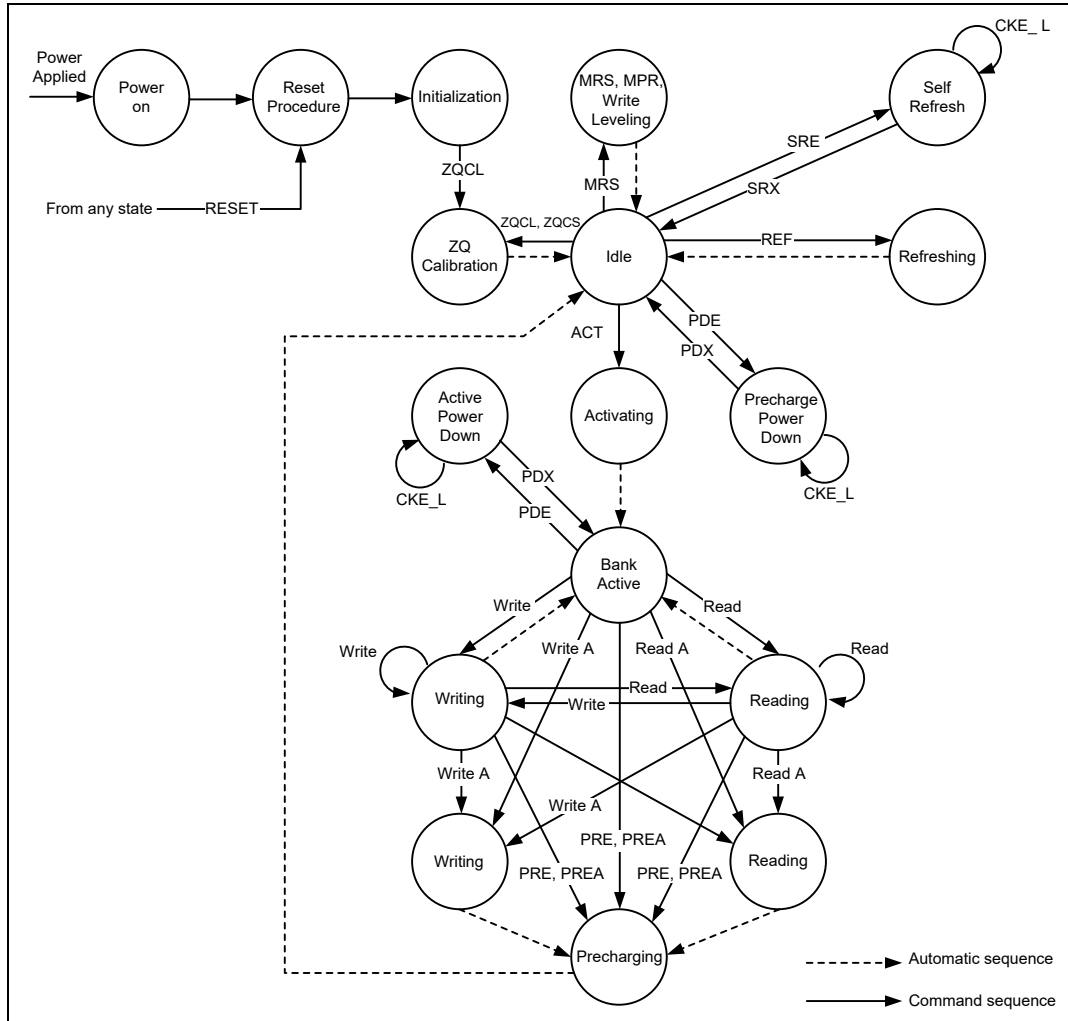 CKE_ L
Power
Applied
Power
on
Reset
Procedure
Initialization
MRS, MPR,
Write
Leveling
Self
Refresh
ZQCL
MRS
SRE
SRX
From any state
RESET
ZQCL, ZQCS
ZQ
Calibration
Idle
REF
Refreshing
ACT
PDE
PDX
Active
Power
Down
Activating
Precharge
Power
Down
CKE_L
PDX
PDE
CKE_L
Bank
Active
Write
Read
Write
Write A
Read A
Read
Writing
Read
Write
Reading
Write A
Read A
Write A
Writing
PRE, PREA
Reading
PRE, PREA
PRE, PREA
Precharging
Automatic sequence
Command sequence